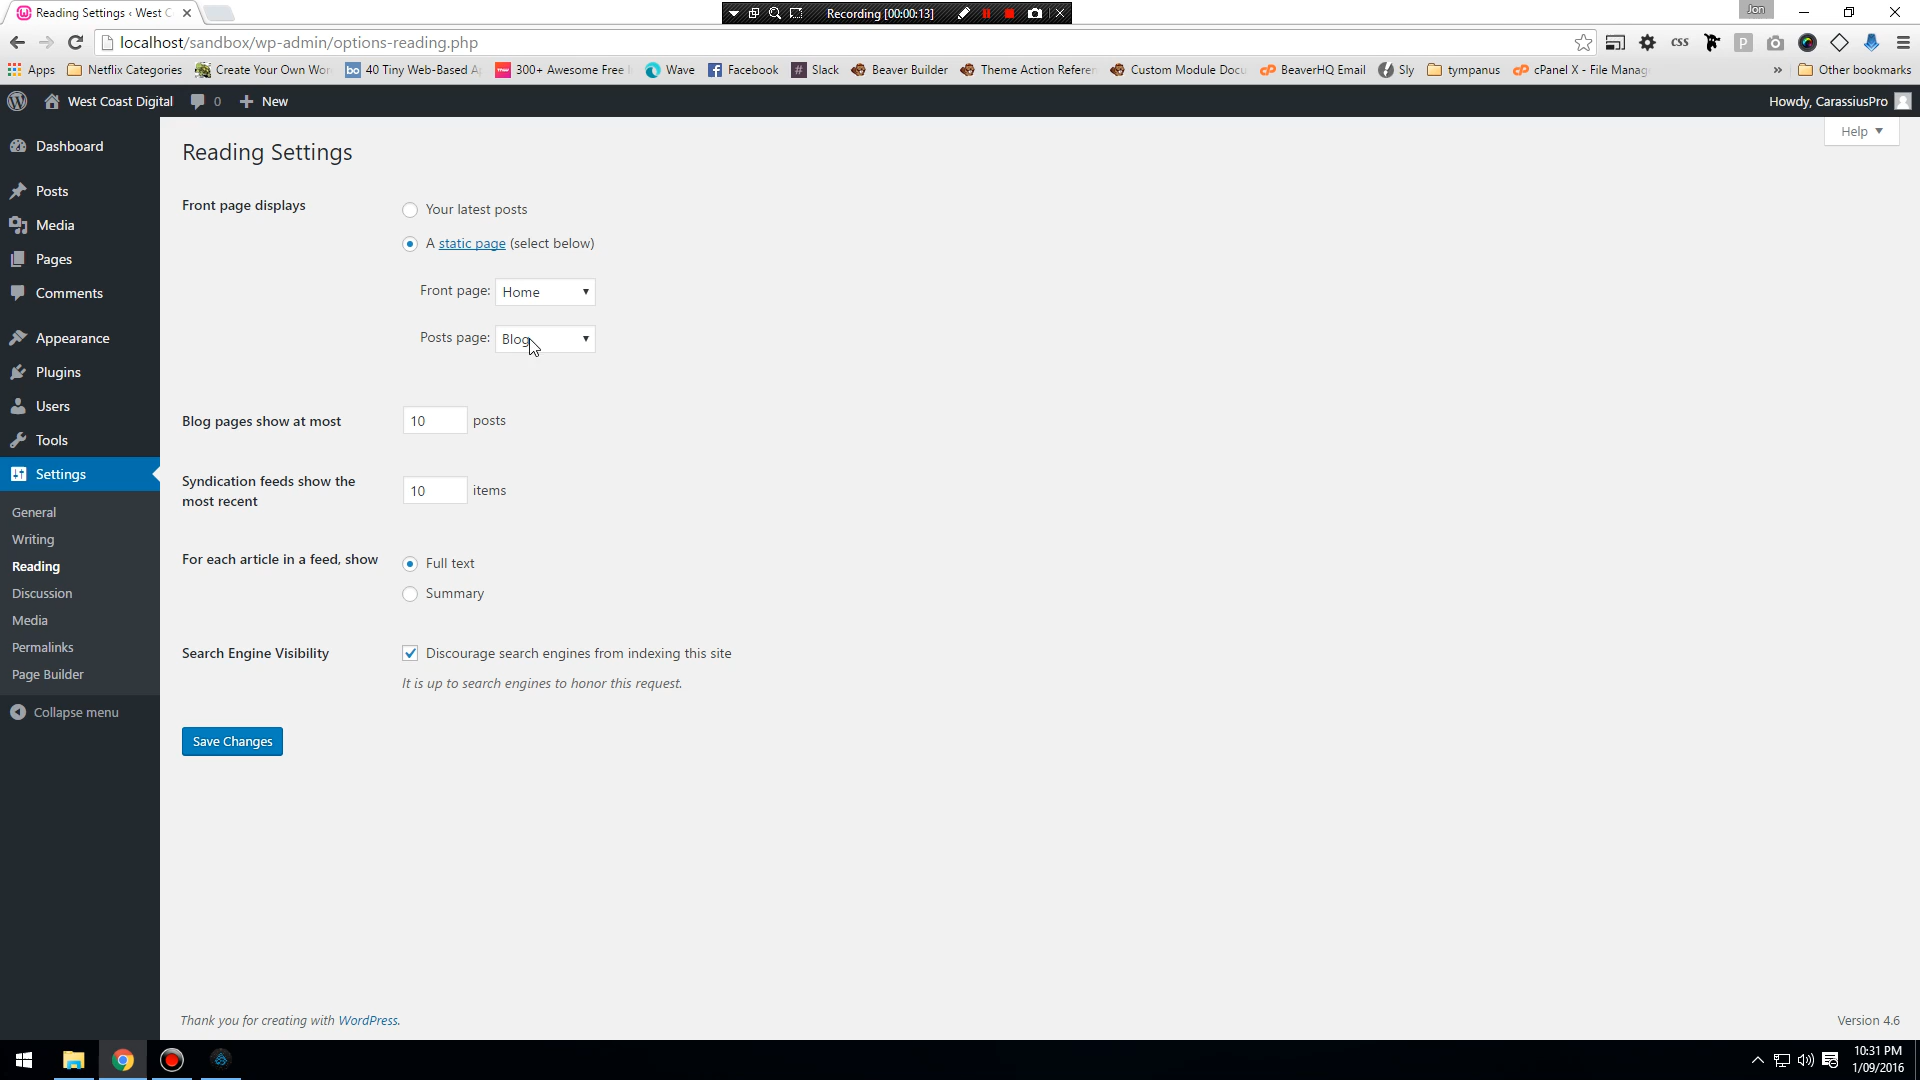 Reading Settings ‹ West C
Recording [00:00:13]
Jon
localhost/sandbox/wp-admin/options-reading.php
CSS
P
Apps
Netflix Categories
Create Your Own Wor
bo 40 Tiny Web-Based A
300+ Awesome Free
Wave
Facebook
# Slack
Beaver Builder
Theme Action Referen
Custom Module Docu
cP BeaverHQ Email
Sly
tympanus
cP cPanel X - File Manag
»
Other bookmarks
West Coast Digital
0
+ New
Howdy, CarassiusPro
Help
Dashboard
Posts
Media
Pages
Comments
Appearance
Plugins
Users
Tools
Settings
General
Writing
Reading
Discussion
Media
Permalinks
Page Builder
Collapse menu
Reading Settings
Front page displays
Your latest posts
A static page (select below)
Front page: Home
Posts page: Blog
Blog pages show at most 10 posts
Syndication feeds show the
most recent
10 items
For each article in a feed, show
Full text
Summary
Search Engine Visibility
Discourage search engines from indexing this site
It is up to search engines to honor this request.
Save Changes
Thank you for creating with WordPress.
Version 4.6
10:31 PM
1/09/2016